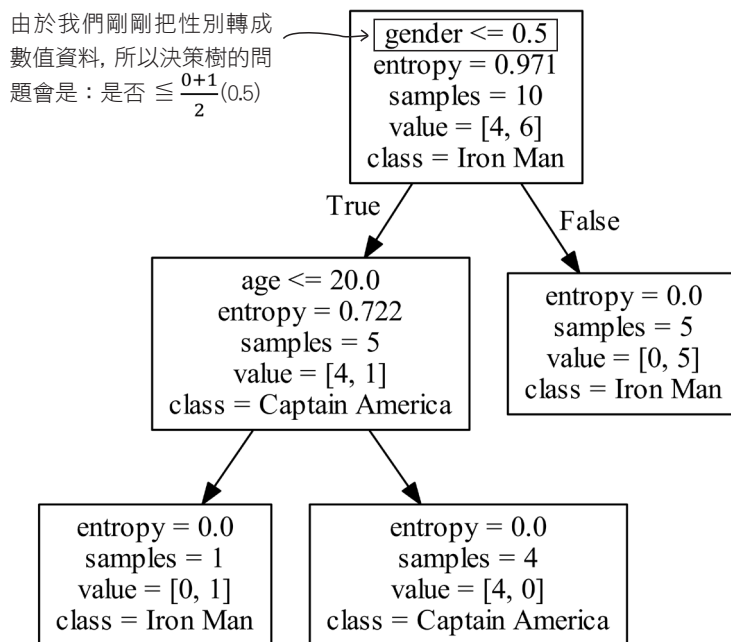 由於我們剛剛把性別轉成
數值資料, 所以決策樹的問
題會是：是否 ≦ 0+1/2 (0.5)
gender <= 0.5
entropy = 0.971
samples = 10
value = [4, 6]
class = Iron Man
True
False
age <= 20.0
entropy = 0.722
samples = 5
value = [4, 1]
class = Captain America
entropy = 0.0
samples = 5
value = [0, 5]
class = Iron Man
entropy = 0.0
samples = 1
value = [0, 1]
class = Iron Man
entropy = 0.0
samples = 4
value = [4, 0]
class = Captain America